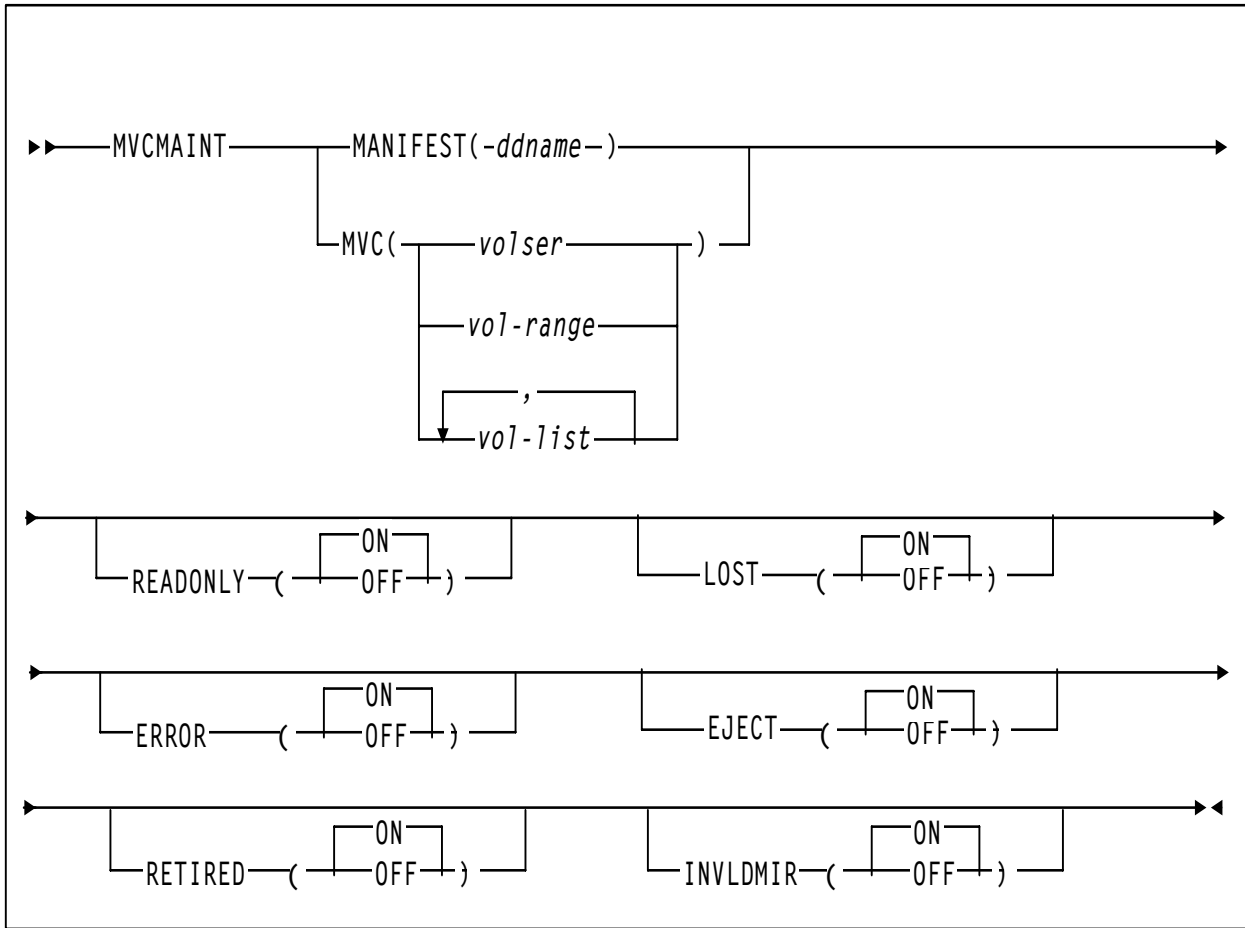 MVCMAINT MANIFEST(ddname)
MVC( volser )
vol-range
,
vol-list
ON ON
READONLY ( OFF ) LOST ( OFF )
ON ON
ERROR ( OFF ) EJECT ( OFF )
ON ON
RETIRED ( OFF ) INVLDMIR ( OFF )